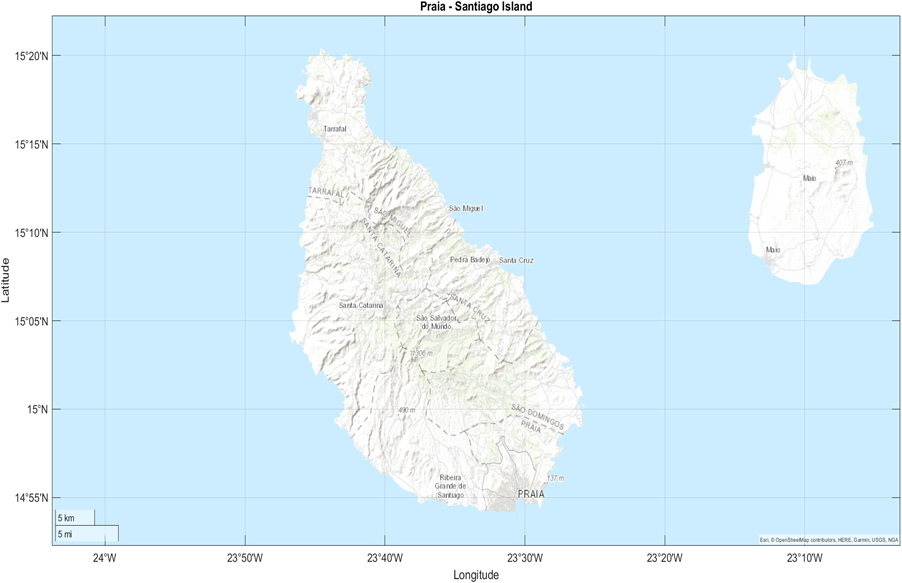 Praia - Santiago Island
15°20'N
15°15'N
15°10'N
15°05'N
15°N
14°55'N
Latitude
Tarrafal
TARRAFAL
SÃO MIGUEL
São Miguel
SANTA CATARINA
Pedra Badejo
Santa Cruz
SANTA CRUZ
Santa Catarina
São Salvador
do Mundo
490 m
SÃO DOMINGOS
PRAIA
137 m
Ribeira
Grande de
Santiago
PRAIA
407 m
Maio
Maio
5 km
5 mi
Esri, © OpenStreetMap contributors, HERE, Garmin, USGS, NGA
24°W
23°50'W
23°40'W
23°30'W
23°20'W
23°10'W
Longitude